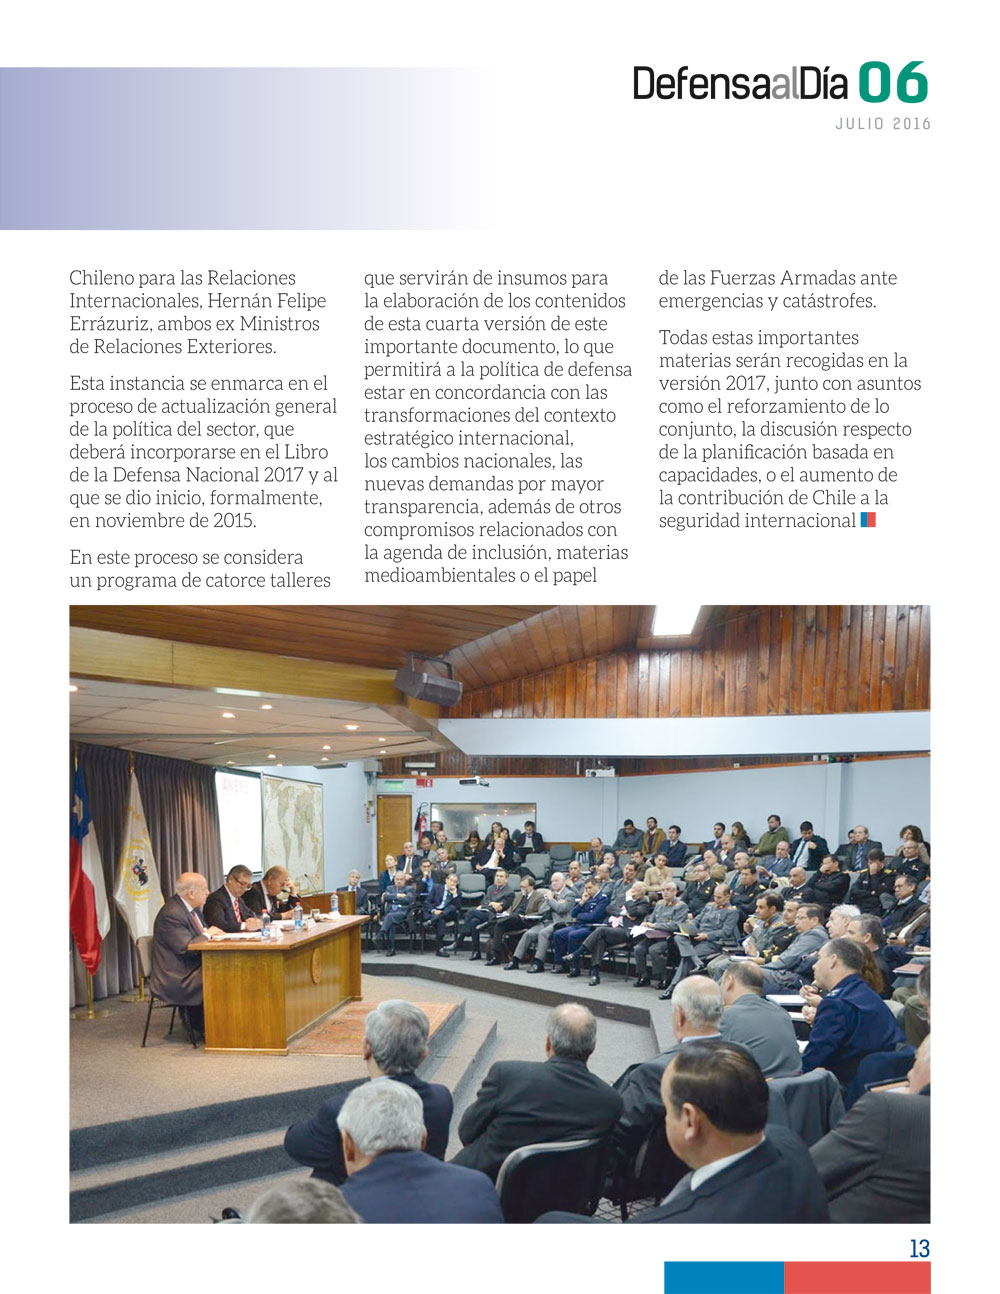 DefensaalDía 06
JULIO 2016
Chileno para las Relaciones
Internacionales, Hernán Felipe
Errázuriz, ambos ex Ministros
de Relaciones Exteriores.
Esta instancia se enmarca en el
proceso de actualización general
de la política del sector, que
deberá incorporarse en el Libro
de la Defensa Nacional 2017 y al
que se dio inicio, formalmente,
en noviembre de 2015.
En este proceso se considera
un programa de catorce talleres
que servirán de insumos para
la elaboración de los contenidos
de esta cuarta versión de este
importante documento, lo que
permitirá a la política de defensa
estar en concordancia con las
transformaciones del contexto
estratégico internacional,
los cambios nacionales, las
nuevas demandas por mayor
transparencia, además de otros
compromisos relacionados con
la agenda de inclusión, materias
medioambientales o el papel
de las Fuerzas Armadas ante
emergencias y catástrofes.
Todas estas importantes
materias serán recogidas en la
versión 2017, junto con asuntos
como el reforzamiento de lo
conjunto, la discusión respecto
de la planificación basada en
capacidades, o el aumento de
la contribución de Chile a la
seguridad internacional
13